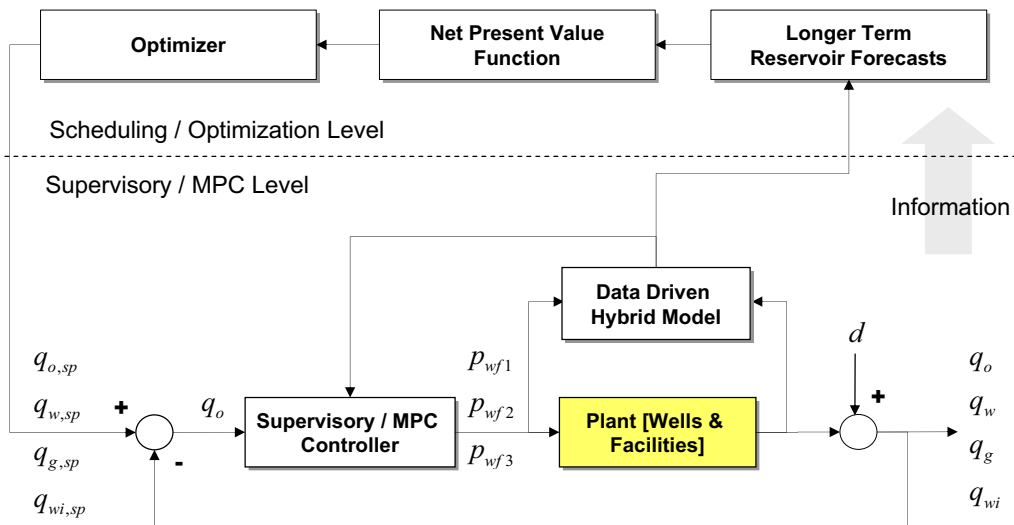 Optimizer
Net Present Value
Function
Longer Term
Reservoir Forecasts
Scheduling / Optimization Level
Supervisory / MPC Level
Information
Data Driven
Hybrid Model
q_{o,sp}
q_{w,sp}
q_{g,sp}
q_{wi,sp}
+
-
q_o
Supervisory / MPC
Controller
p_{wf1}
p_{wf2}
p_{wf3}
Plant [Wells &
Facilities]
d
+
q_o
q_w
q_g
q_{wi}